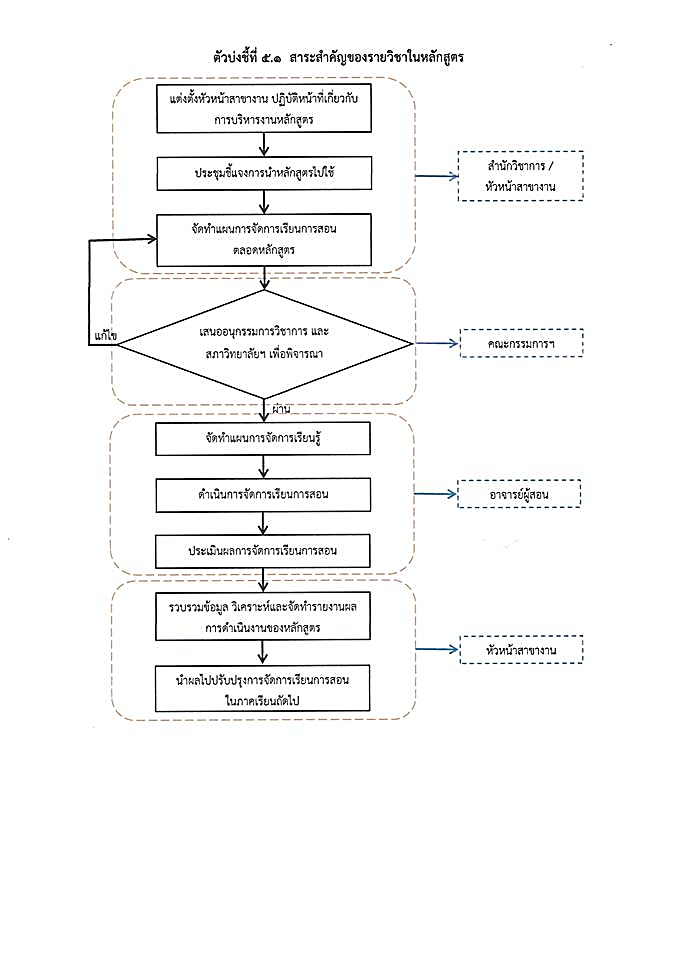 ตัวบ่งชี้ที่ ๕.๑ สาระสำคัญของรายวิชาในหลักสูตร
แต่งตั้งหัวหน้าสาขางาน ปฏิบัติหน้าที่เกี่ยวกับ
การบริหารงานหลักสูตร
ประชุมชี้แจงการนำหลักสูตรไปใช้
สำนักวิชาการ /
หัวหน้าสาขางาน
จัดทำแผนการจัดการเรียนการสอน
ตลอดหลักสูตร
แก้ไข
เสนออนุกรรมการวิชาการ และ
สภาวิทยาลัยฯ เพื่อพิจารณา
คณะกรรมการฯ
ผ่าน
จัดทำแผนการจัดการเรียนรู้
ดำเนินการจัดการเรียนการสอน
อาจารย์ผู้สอน
ประเมินผลการจัดการเรียนการสอน
รวบรวมข้อมูล วิเคราะห์และจัดทำรายงานผล
การดำเนินงานของหลักสูตร
หัวหน้าสาขางาน
นำผลไปปรับปรุงการจัดการเรียนการสอน
ในภาคเรียนถัดไป